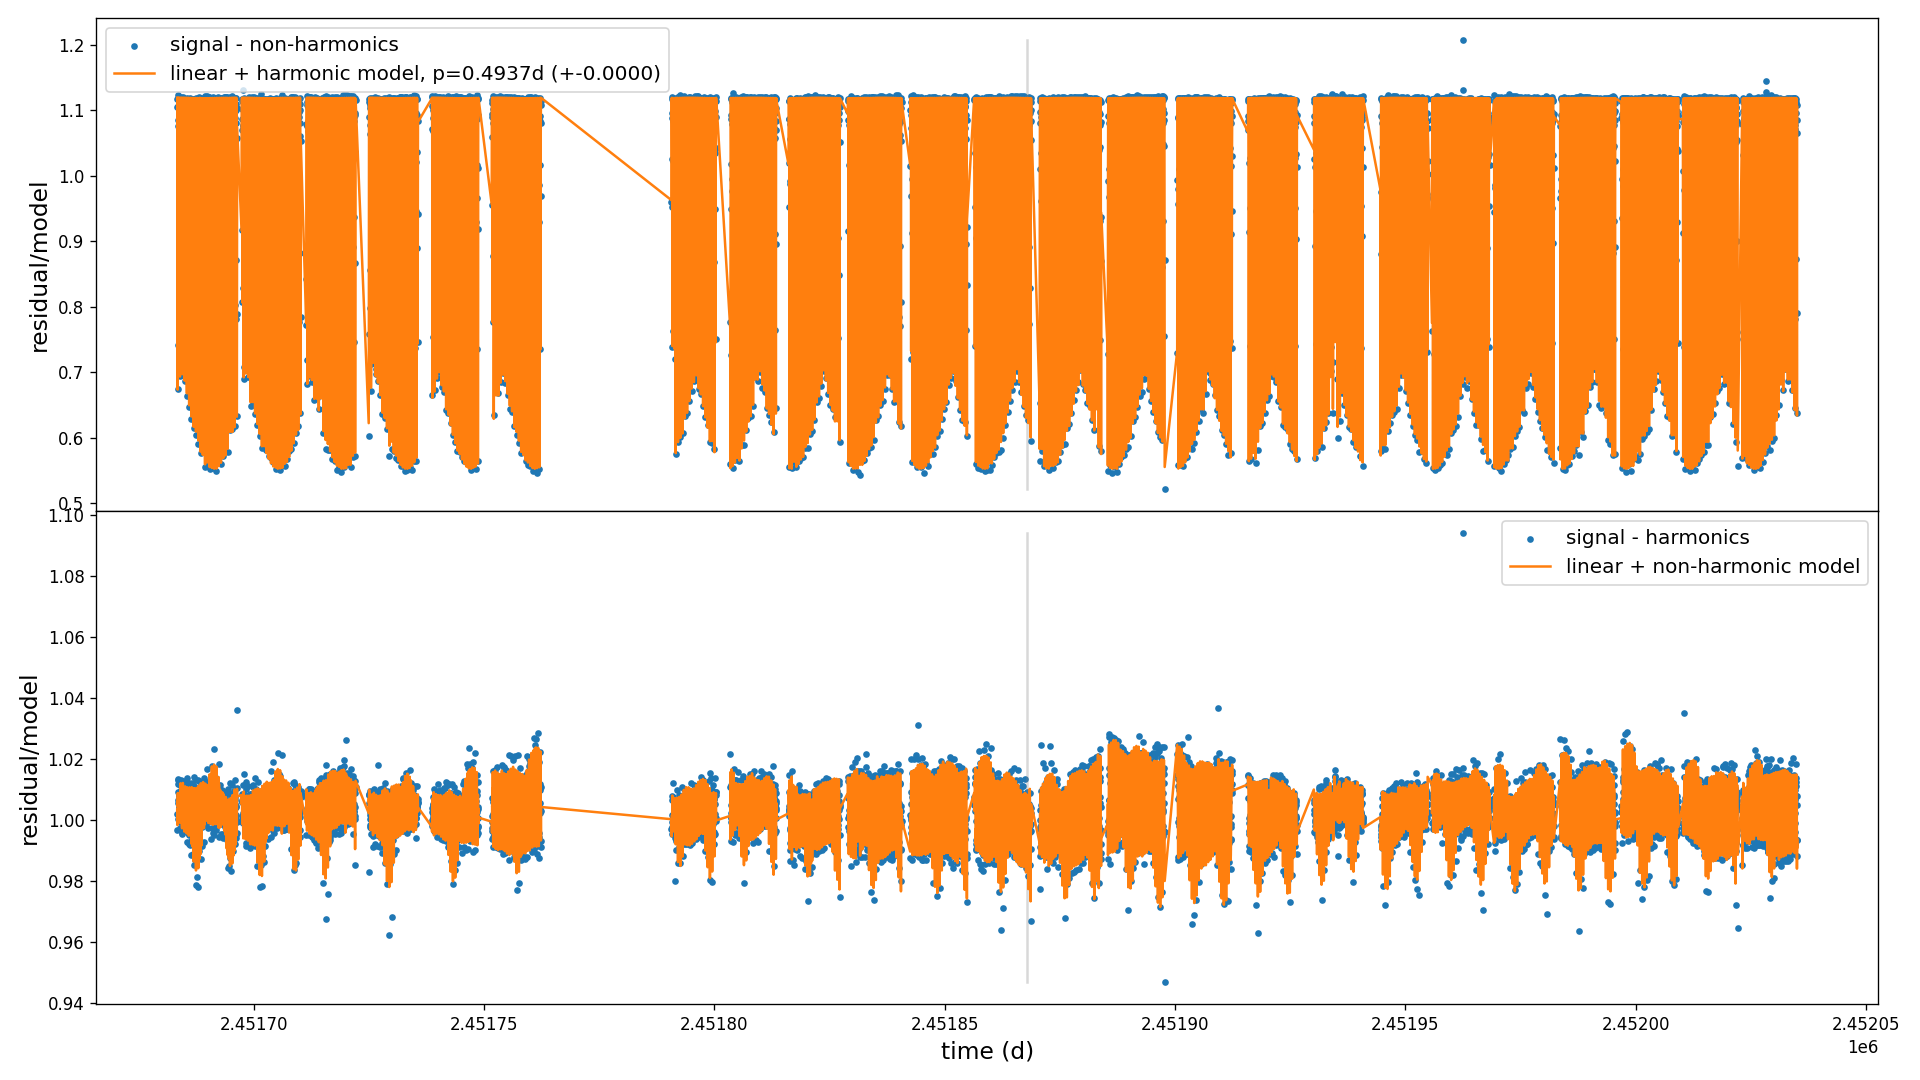 signal - non-harmonics
linear + harmonic model, p=0.4937d (+-0.0000)
residual/model
1.2
1.1
1.0
0.9
0.8
0.7
0.6
0.5
signal - harmonics
linear + non-harmonic model
residual/model
1.10
1.08
1.06
1.04
1.02
1.00
0.98
0.96
0.94
2.45170 2.45175 2.45180 2.45185 2.45190 2.45195 2.45200 2.45205
1e6
time (d)